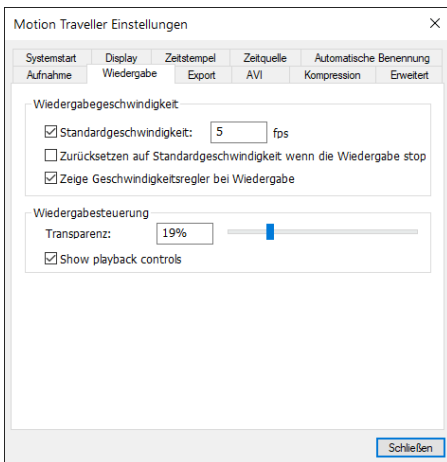 Motion Traveller Einstellungen
Systemstart Display Zeitstempel Zeitquelle Automatische Benennung
Aufnahme Wiedergabe Export AVI Kompression Erweitert
Wiedergabegeschwindigkeit
Standardgeschwindigkeit: 5 fps
Zurücksetzen auf Standardgeschwindigkeit wenn die Wiedergabe stop
Zeige Geschwindigkeitsregler bei Wiedergabe
Wiedergabesteuerung
Transparenz: 19%
Show playback controls
Schließen